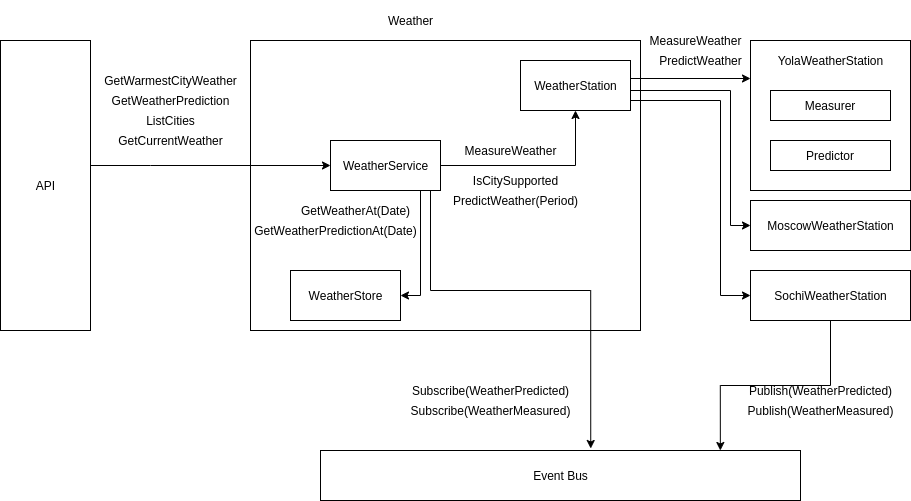 Weather
MeasureWeather
PredictWeather
YolaWeatherStation
GetWarmestCityWeather
GetWeatherPrediction
ListCities
GetCurrentWeather
WeatherStation
Measurer
Predictor
API
WeatherService
MeasureWeather
IsCitySupported
PredictWeather(Period)
GetWeatherAt(Date)
GetWeatherPredictionAt(Date)
MoscowWeatherStation
WeatherStore
SochiWeatherStation
Subscribe(WeatherPredicted)
Subscribe(WeatherMeasured)
Publish(WeatherPredicted)
Publish(WeatherMeasured)
Event Bus